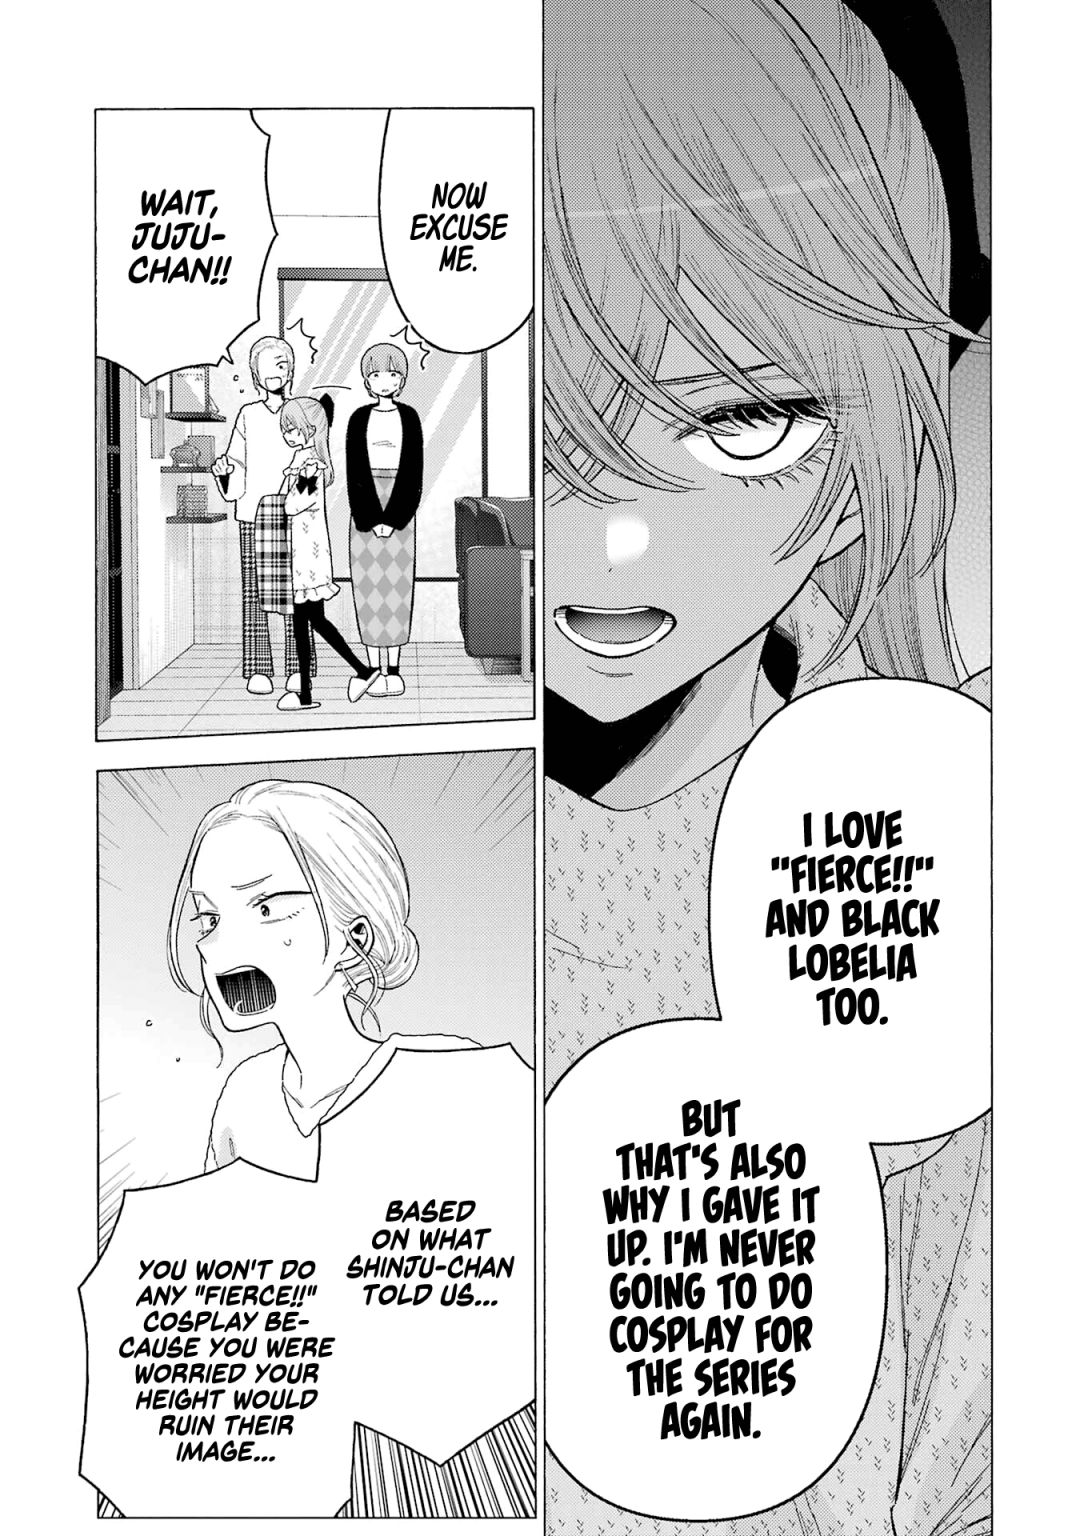 I LOVE
"FIERCE!!"
AND BLACK
LOBELIA
TOO.
BUT
THAT'S ALSO
WHY I GAVE IT
UP. I'M NEVER
GOING TO DO
COSPLAY FOR
THE SERIES
AGAIN.
NOW
EXCUSE
ME.
WAIT,
JUJU-
CHAN!!
BASED
ON WHAT
SHINJU-CHAN
TOLD US...
YOU WON'T DO
ANY "FIERCE!!"
COSPLAY BE-
CAUSE YOU WERE
WORRIED YOUR
HEIGHT WOULD
RUIN THEIR
IMAGE...